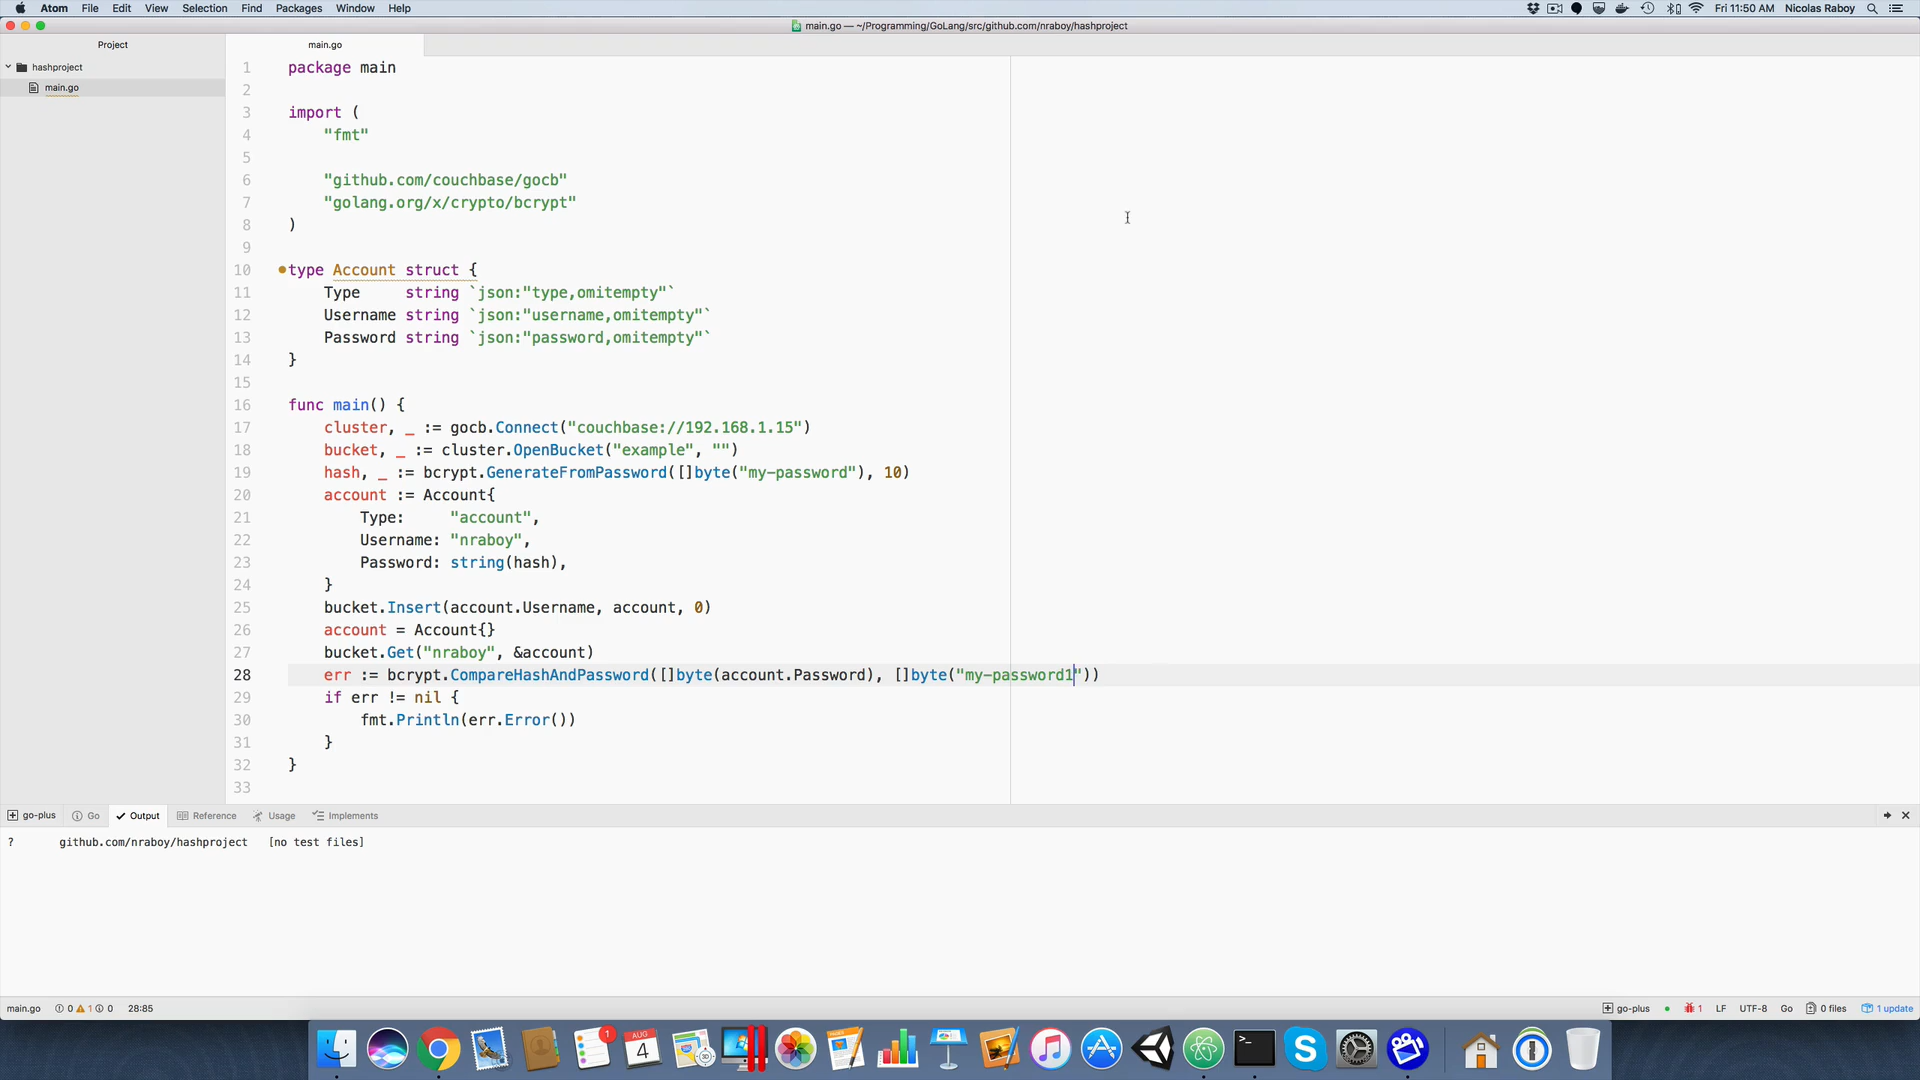 Atom File Edit View Selection Find Packages Window Help Fri 11:50 AM Nicolas Raboy
main.go — ~/Programming/GoLang/src/github.com/nraboy/hashproject
Project
main.go
hashproject
main.go
1 package main
2
3 import (
4 "fmt"
5
6 "github.com/couchbase/gocb"
7 "golang.org/x/crypto/bcrypt"
8 )
9
10 type Account struct {
11 Type     string `json:"type,omitempty"`
12 Username string `json:"username,omitempty"`
13 Password string `json:"password,omitempty"`
14 }
15
16 func main() {
17 cluster, _ := gocb.Connect("couchbase://192.168.1.15")
18 bucket, _ := cluster.OpenBucket("example", "")
19 hash, _ := bcrypt.GenerateFromPassword([]byte("my-password"), 10)
20 account := Account{
21 Type:     "account",
22 Username: "nraboy",
23 Password: string(hash),
24 }
25 bucket.Insert(account.Username, account, 0)
26 account = Account{}
27 bucket.Get("nraboy", &account)
28 err := bcrypt.CompareHashAndPassword([]byte(account.Password), []byte("my-password1"))
29 if err != nil {
30 fmt.Println(err.Error())
31 }
32 }
33
go-plus Go Output Reference Usage Implements
? github.com/nraboy/hashproject [no test files]
main.go 0 1 0 28:85 go-plus 1 LF UTF-8 Go 0 files 1 update
1
AUG
4
3D
>_